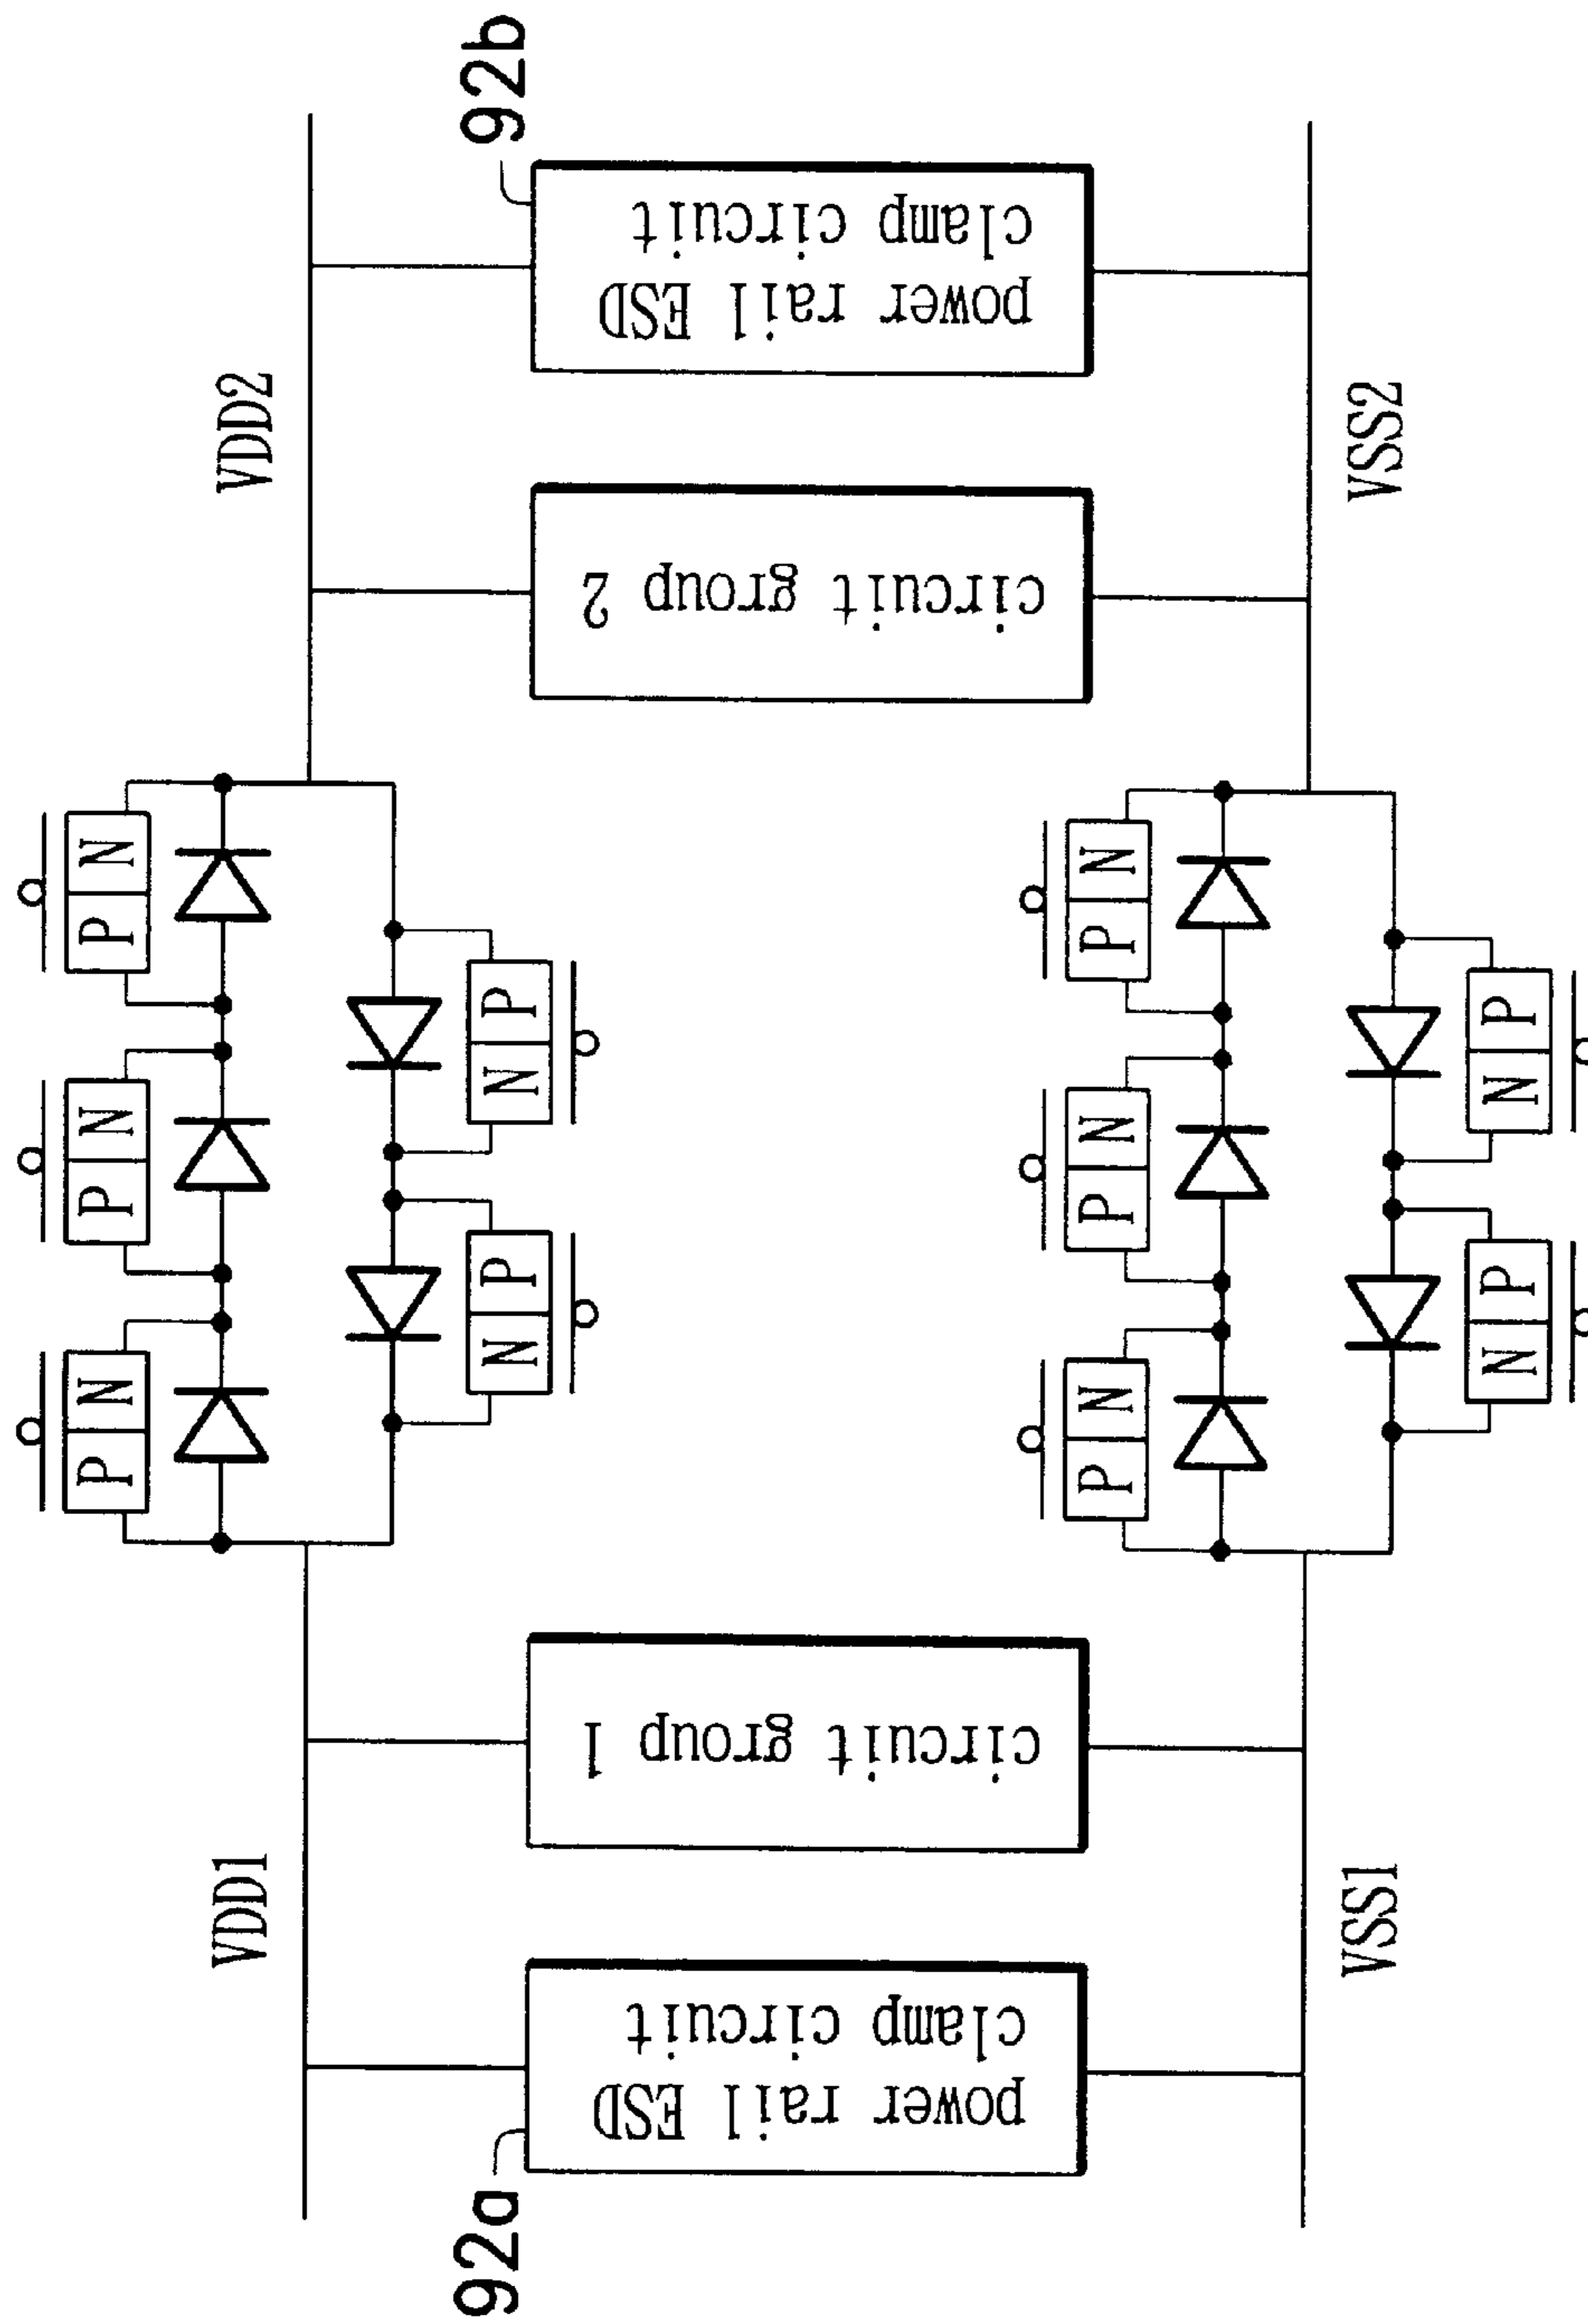 VDD1
VDD2
P N
P N
P N
N P
N P
92a
power rail ESD
clamp circuit
circuit group 1
circuit group 2
power rail ESD
clamp circuit
92b
P N
P N
P N
N P
N P
VSS1
VSS2